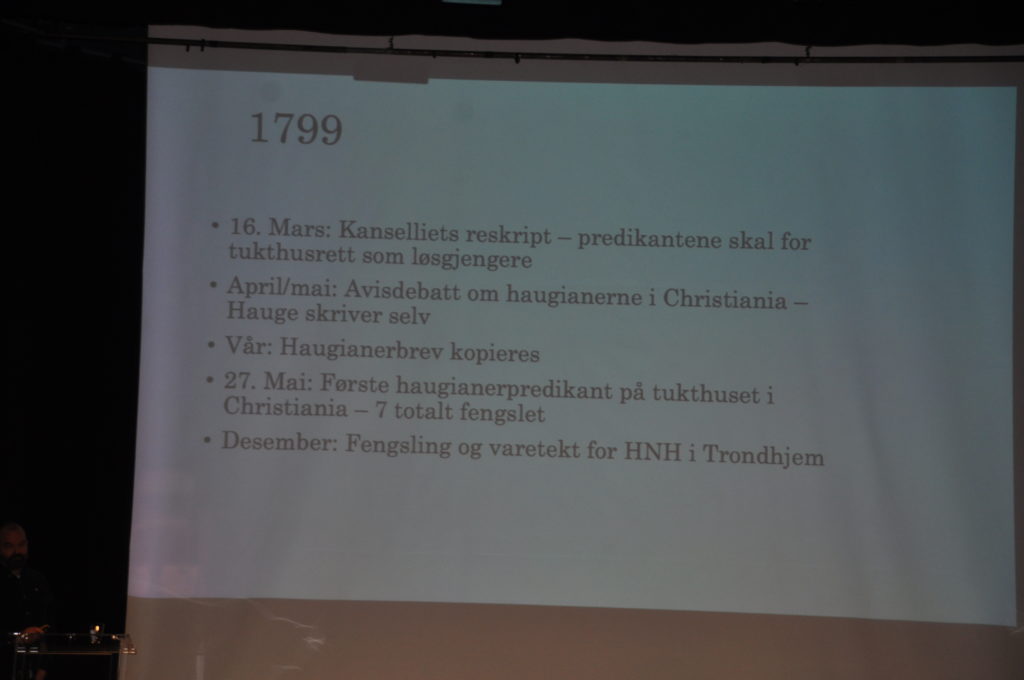 1799
• 16. Mars: Kanselliets reskript – predikantene skal for
tukthusrett som løsgjengere
• April/mai: Avisdebatt om haugianerne i Christiania –
Hauge skriver selv
• Vår: Haugianerbrev kopieres
• 27. Mai: Første haugianerpredikant på tukthuset i
Christiania – 7 totalt fengslet
• Desember: Fengsling og varetekt for HNH i Trondhjem